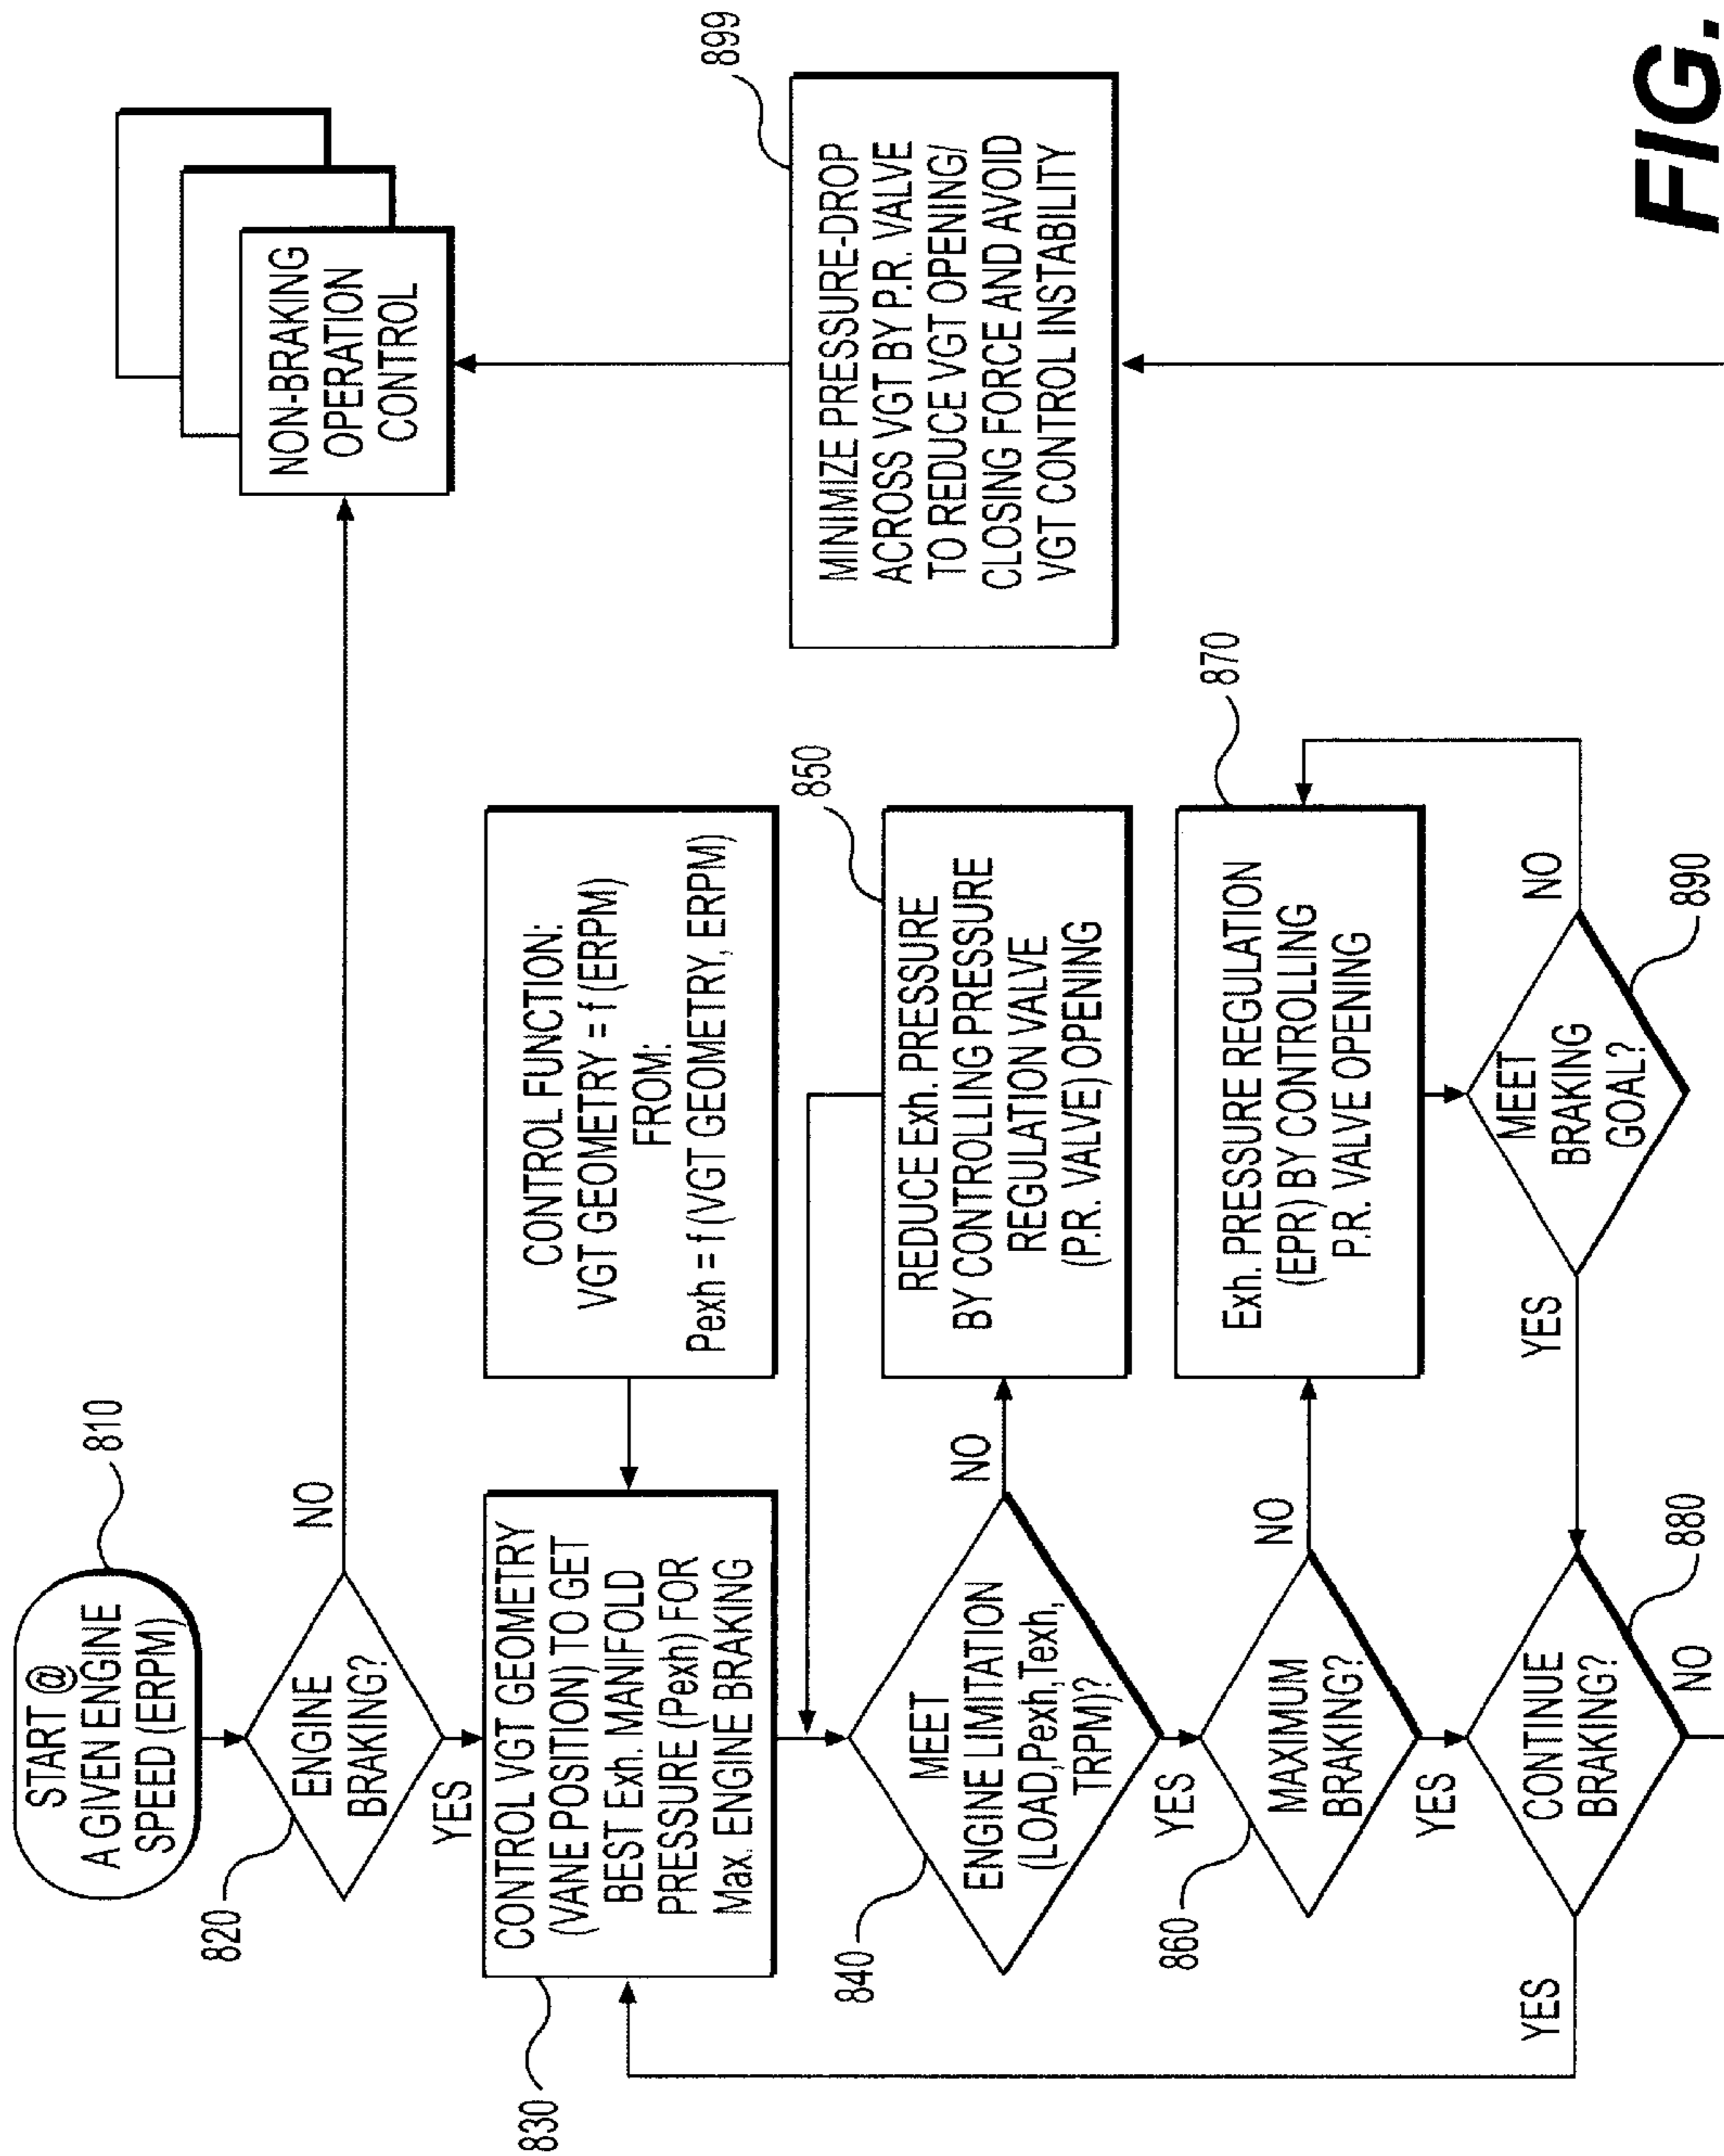 START @
A GIVEN ENGINE
SPEED (ERPM)
810
820
ENGINE
BRAKING?
NO
YES
NON-BRAKING
OPERATION
CONTROL
830
CONTROL VGT GEOMETRY
(VANE POSITION) TO GET
BEST Exh. MANIFOLD
PRESSURE (Pexh) FOR
Max. ENGINE BRAKING
CONTROL FUNCTION:
VGT GEOMETRY = f (ERPM)
FROM:
Pexh = f (VGT GEOMETRY, ERPM)
840
MEET
ENGINE LIMITATION
(LOAD,Pexh,Texh,
TRPM)?
NO
YES
850
REDUCE Exh. PRESSURE
BY CONTROLLING PRESSURE
REGULATION VALVE
(P.R. VALVE) OPENING
860
MAXIMUM
BRAKING?
NO
YES
870
Exh. PRESSURE REGULATION
(EPR) BY CONTROLLING
P.R. VALVE OPENING
880
CONTINUE
BRAKING?
YES
NO
MEET
BRAKING
GOAL?
890
YES
NO
899
MINIMIZE PRESSURE-DROP
ACROSS VGT BY P.R. VALVE
TO REDUCE VGT OPENING/
CLOSING FORCE AND AVOID
VGT CONTROL INSTABILITY
FIG.